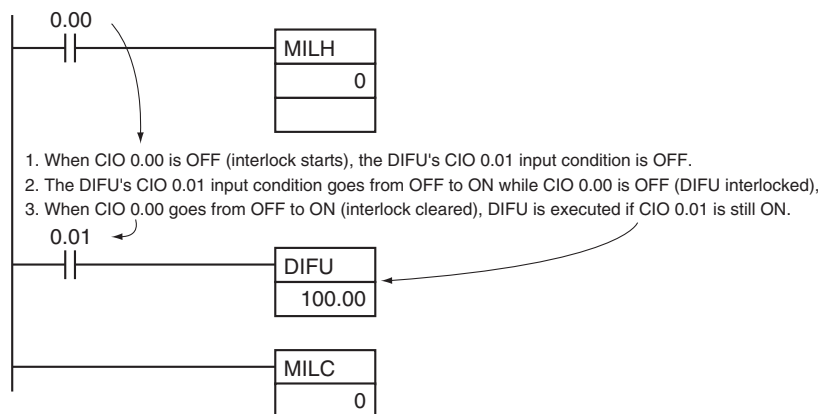 0.00
MILH
0
1. When CIO 0.00 is OFF (interlock starts), the DIFU's CIO 0.01 input condition is OFF.
2. The DIFU's CIO 0.01 input condition goes from OFF to ON while CIO 0.00 is OFF (DIFU interlocked),
3. When CIO 0.00 goes from OFF to ON (interlock cleared), DIFU is executed if CIO 0.01 is still ON.
0.01
DIFU
100.00
MILC
0